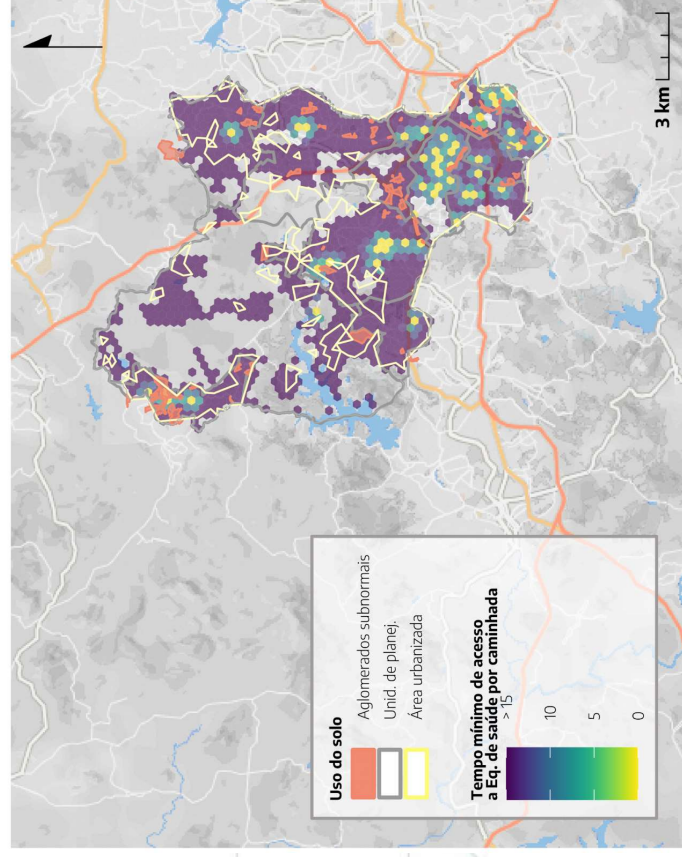 Uso do solo
Aglomerados subnormais
Unid. de planej.
Área urbanizada
Tempo mínimo de acesso
a Eq. de saúde por caminhada
> 15
10
5
0
3 km